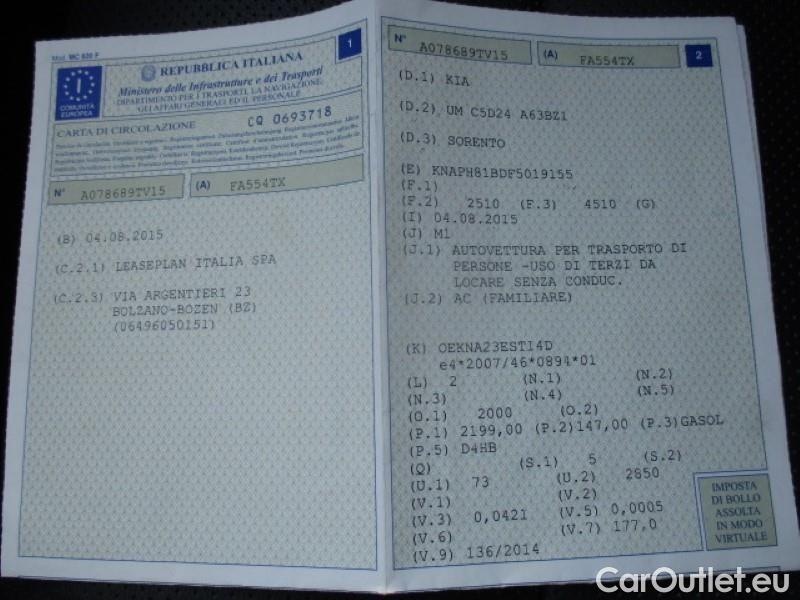 Mod. MC 820 F
1
REPUBBLICA ITALIANA
Ministero delle Infrastrutture e dei Trasporti
DIPARTIMENTO PER I TRASPORTI, LA NAVIGAZIONE,
GLI AFFARI GENERALI ED IL PERSONALE
I
COMUNITÀ
EUROPEA
CARTA DI CIRCOLAZIONE
CQ 0693718
N° A078689TV15 (A) FA554TX
(B) 04.08.2015
(C.2.1) LEASEPLAN ITALIA SPA
(C.2.3) VIA ARGENTIERI 23
BOLZANO-BOZEN (BZ)
(06496050151)
N° A078689TV15 (A) FA554TX 2
(D.1) KIA
(D.2) UM C5D24 A63BZ1
(D.3) SORENTO
(E) KNAPH81BDF5019155
(F.1)
(F.2) 2510 (F.3) 4510 (G)
(I) 04.08.2015
(J) M1
(J.1) AUTOVETTURA PER TRASPORTO DI
PERSONE -USO DI TERZI DA
LOCARE SENZA CONDUC.
(J.2) AC (FAMILIARE)
(K) OEKNA23ESTI4D
e4*2007/46*0894*01
(L) 2 (N.1) (N.2)
(N.3) (N.4) (N.5)
(O.1) 2000 (O.2)
(P.1) 2199,00 (P.2)147,00 (P.3)GASOL
(P.5) D4HB
(Q) (S.1) 5 (S.2)
(U.1) 73 (U.2) 2850
(V.1) (V.2)
(V.3) 0,0421 (V.5) 0,0005
(V.6) (V.7) 177,0
(V.9) 136/2014
IMPOSTA
DI BOLLO
ASSOLTA
IN MODO
VIRTUALE
CarOutlet.eu